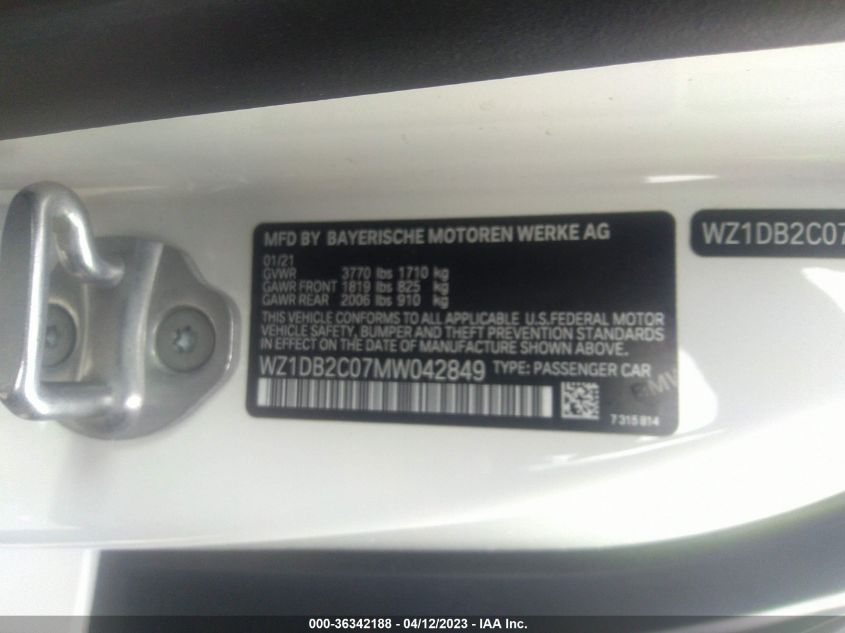 MFD BY BAYERISCHE MOTOREN WERKE AG
01/21
GVWR 3770 lbs 1710 kg
GAWR FRONT 1819 lbs 825 kg
GAWR REAR 2006 lbs 910 kg
THIS VEHICLE CONFORMS TO ALL APPLICABLE U.S.FEDERAL MOTOR
VEHICLE SAFETY, BUMPER AND THEFT PREVENTION STANDARDS
IN EFFECT ON THE DATE OF MANUFACTURE SHOWN ABOVE.
WZ1DB2C07MW042849 TYPE: PASSENGER CAR
BMW
7315814
WZ1DB2C07
000-36342188 - 04/12/2023 - IAA Inc.